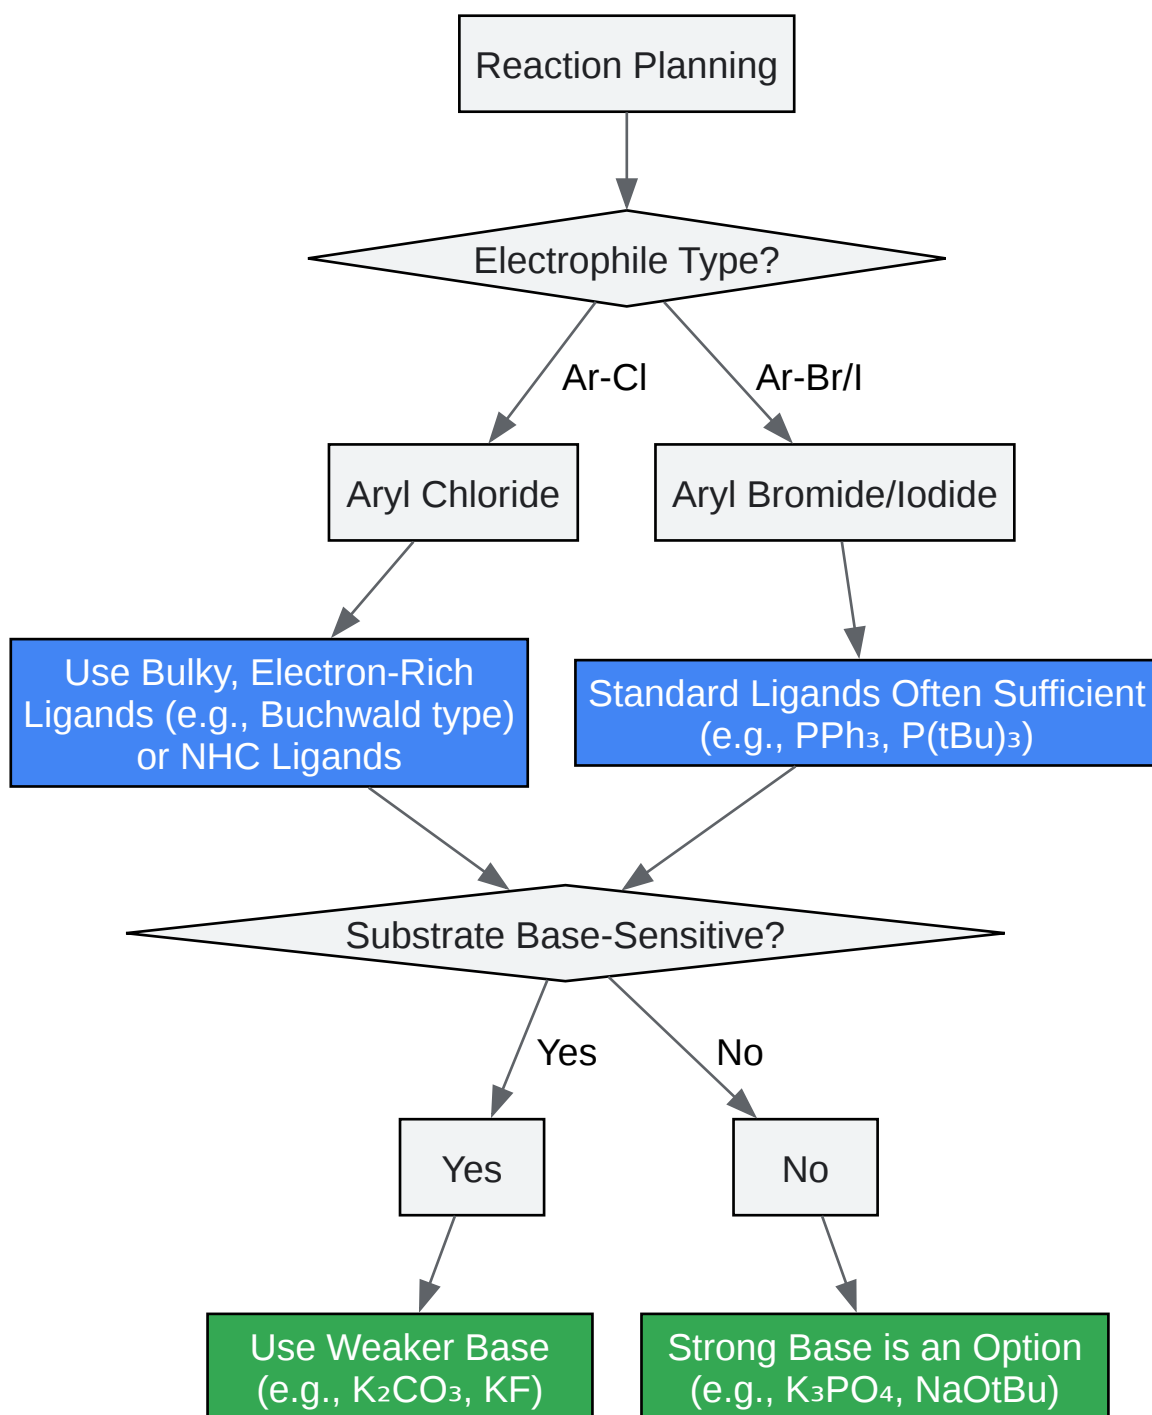 Reaction Planning
Electrophile Type?
Ar-Cl
Ar-Br/I
Aryl Chloride
Aryl Bromide/Iodide
Use Bulky, Electron-Rich
Ligands (e.g., Buchwald type)
or NHC Ligands
Standard Ligands Often Sufficient
(e.g., PPh₃, P(tBu)₃)
Substrate Base-Sensitive?
Yes
No
Yes
No
Use Weaker Base
(e.g., K₂CO₃, KF)
Strong Base is an Option
(e.g., K₃PO₄, NaOtBu)